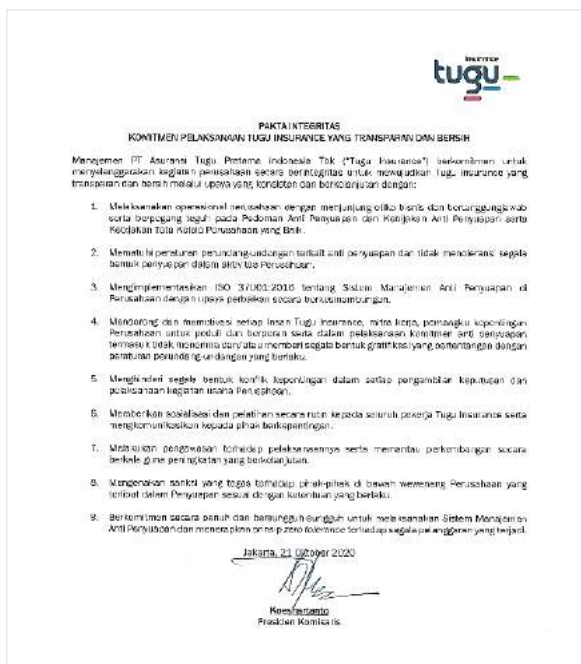 insurance
tugu
PAKTA INTEGRITAS
KOMITMEN PELAKSANAAN TUGU INSURANCE YANG TRANSPARAN DAN BERSIH
Manajemen PT Asuransi Tugu Pratama Indonesia Tbk ("Tugu Insurance") berkomitmen untuk
menyelenggarakan kegiatan perusahaan secara berintegritas untuk mewujudkan Tugu Insurance yang
transparan dan bersih melalui upaya yang konsisten dan berkelanjutan dengan:
1. Melaksanakan operasional perusahaan dengan menjunjung etika bisnis dan bertanggungjawab
serta berpegang teguh pada Pedoman Anti Penyuapan dan Kebijakan Anti Penyuapan serta
Kebijakan Tata Kelola Perusahaan yang Baik.
2. Mematuhi peraturan perundang-undangan terkait anti penyuapan dan tidak menoleransi segala
bentuk penyuapan dalam aktivitas Perusahaan.
3. Mengimplementasikan ISO 37001:2016 tentang Sistem Manajemen Anti Penyuapan di
Perusahaan dengan upaya perbaikan secara berkesinambungan.
4. Mendorong dan memotivasi setiap Insan Tugu Insurance, mitra kerja, pemangku kepentingan
Perusahaan untuk peduli dan berperan serta dalam pelaksanaan komitmen anti penyuapan
termasuk tidak menerima dan/atau memberi segala bentuk gratifikasi yang bertentangan dengan
peraturan perundang-undangan yang berlaku.
5. Menghindari segala bentuk konflik kepentingan dalam setiap pengambilan keputusan dan
pelaksanaan kegiatan usaha Perusahaan.
6. Memberikan sosialisasi dan pelatihan secara rutin kepada seluruh pekerja Tugu Insurance serta
mengkomunikasikan kepada pihak berkepentingan.
7. Melakukan pengawasan terhadap pelaksanaannya serta memantau perkembangan secara
berkala guna peningkatan yang berkelanjutan.
8. Mengenakan sanksi yang tegas terhadap pihak-pihak di bawah wewenang Perusahaan yang
terlibat dalam Penyuapan sesuai dengan ketentuan yang berlaku.
9. Berkomitmen secara penuh dan bersungguh-sungguh untuk melaksanakan Sistem Manajemen
Anti Penyuapan dan menerapkan prinsip zero tolerance terhadap segala pelanggaran yang terjadi.
Jakarta, 21 Oktober 2020
Koeshartanto
Presiden Komisaris